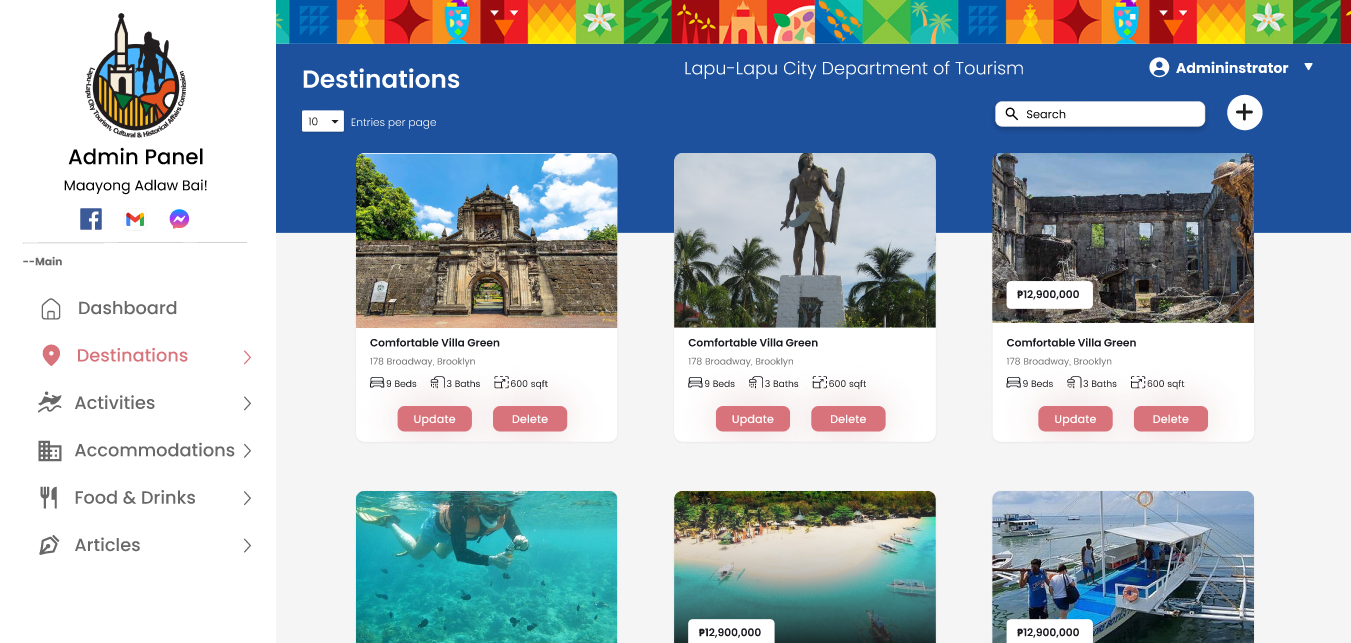 Lapu-Lapu City Tourism, Cultural & Historical Affairs Commission
Admin Panel
Maayong Adlaw Bai!
--Main
Dashboard
Destinations
Activities
Accommodations
Food & Drinks
Articles
Destinations
Lapu-Lapu City Department of Tourism
Admininstrator
10
Entries per page
Search
Comfortable Villa Green
178 Broadway, Brooklyn
9 Beds
3 Baths
600 sqft
Update
Delete
Comfortable Villa Green
178 Broadway, Brooklyn
9 Beds
3 Baths
600 sqft
Update
Delete
₱12,900,000
Comfortable Villa Green
178 Broadway, Brooklyn
9 Beds
3 Baths
600 sqft
Update
Delete
₱12,900,000
₱12,900,000